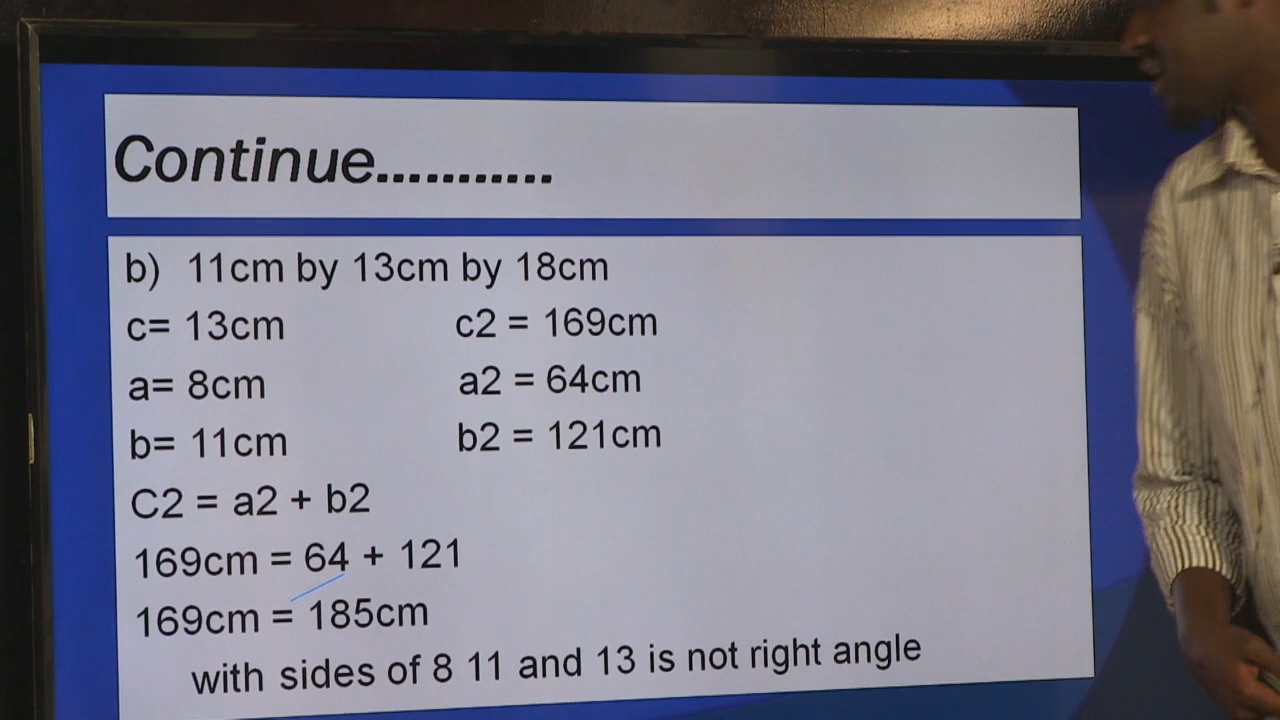 Continue...........
b) 11cm by 13cm by 18cm
c= 13cm c2 = 169cm
a= 8cm a2 = 64cm
b= 11cm b2 = 121cm
C2 = a2 + b2
169cm = 64 + 121
169cm = 185cm
with sides of 8 11 and 13 is not right angle